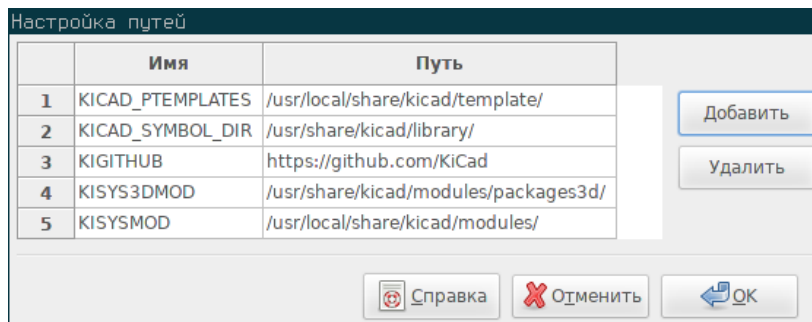 Настройка путей
Имя Путь
1 KICAD_PTEMPLATES /usr/local/share/kicad/template/
2 KICAD_SYMBOL_DIR /usr/share/kicad/library/
3 KIGITHUB https://github.com/KiCad
4 KISYS3DMOD /usr/share/kicad/modules/packages3d/
5 KISYSMOD /usr/local/share/kicad/modules/
Добавить
Удалить
Справка Отменить OK